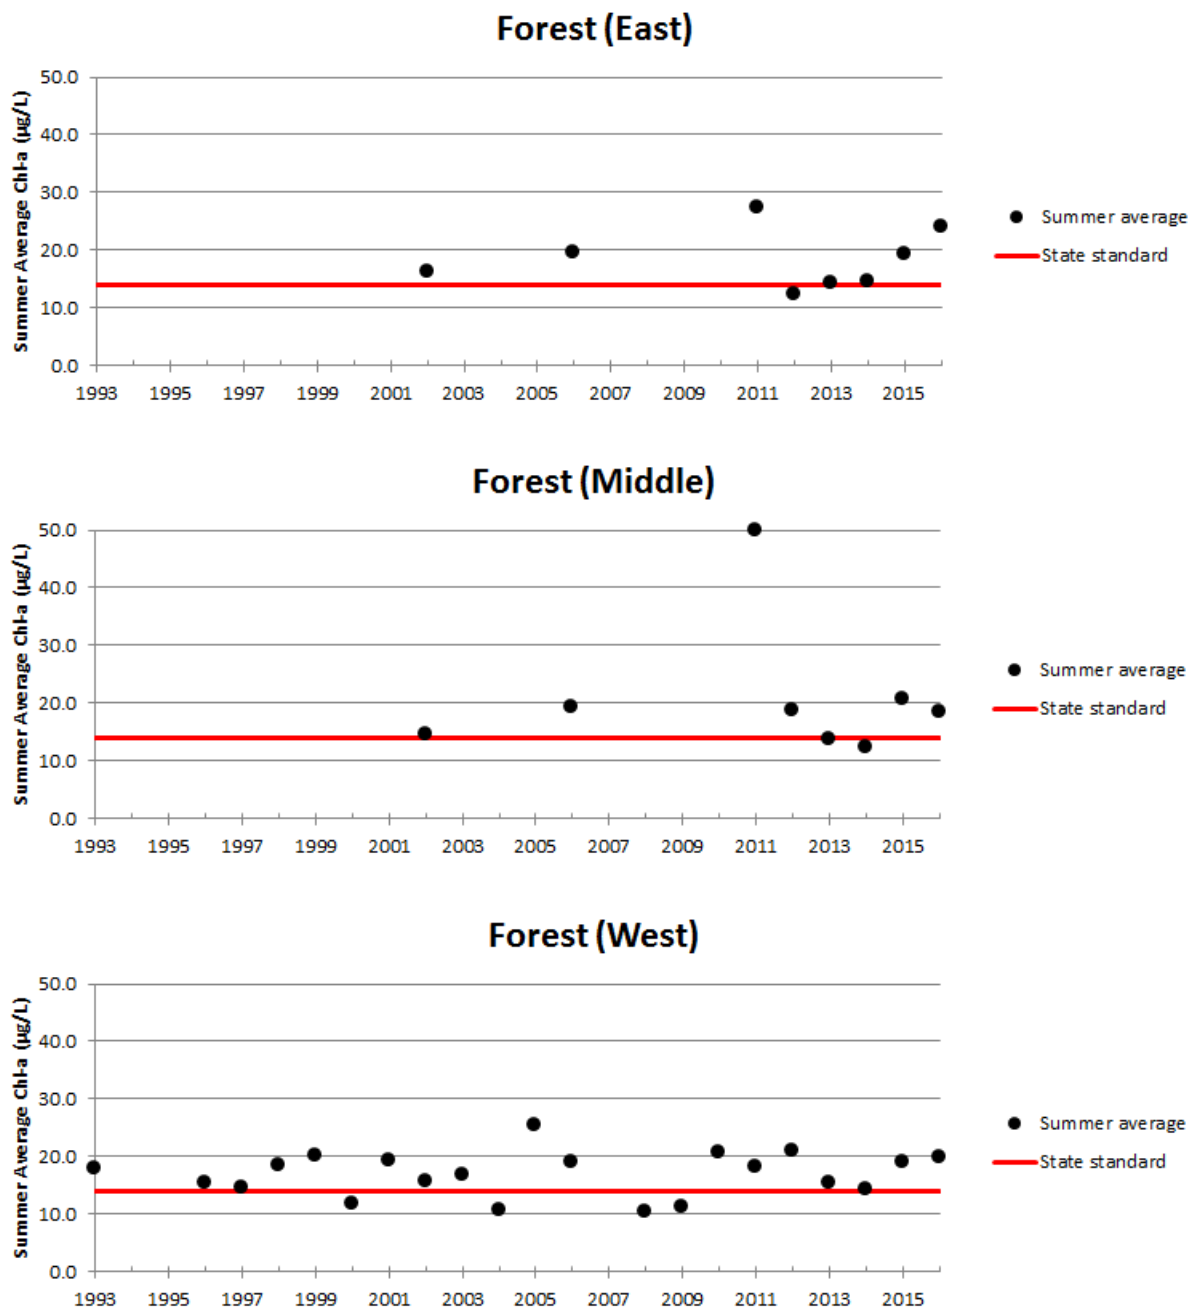 Forest (East)
Summer Average Chl-a (µg/L)
50.0
40.0
30.0
20.0
10.0
0.0
1993 1995 1997 1999 2001 2003 2005 2007 2009 2011 2013 2015
Summer average
State standard
Forest (Middle)
Summer Average Chl-a (µg/L)
50.0
40.0
30.0
20.0
10.0
0.0
1993 1995 1997 1999 2001 2003 2005 2007 2009 2011 2013 2015
Summer average
State standard
Forest (West)
Summer Average Chl-a (µg/L)
50.0
40.0
30.0
20.0
10.0
0.0
1993 1995 1997 1999 2001 2003 2005 2007 2009 2011 2013 2015
Summer average
State standard